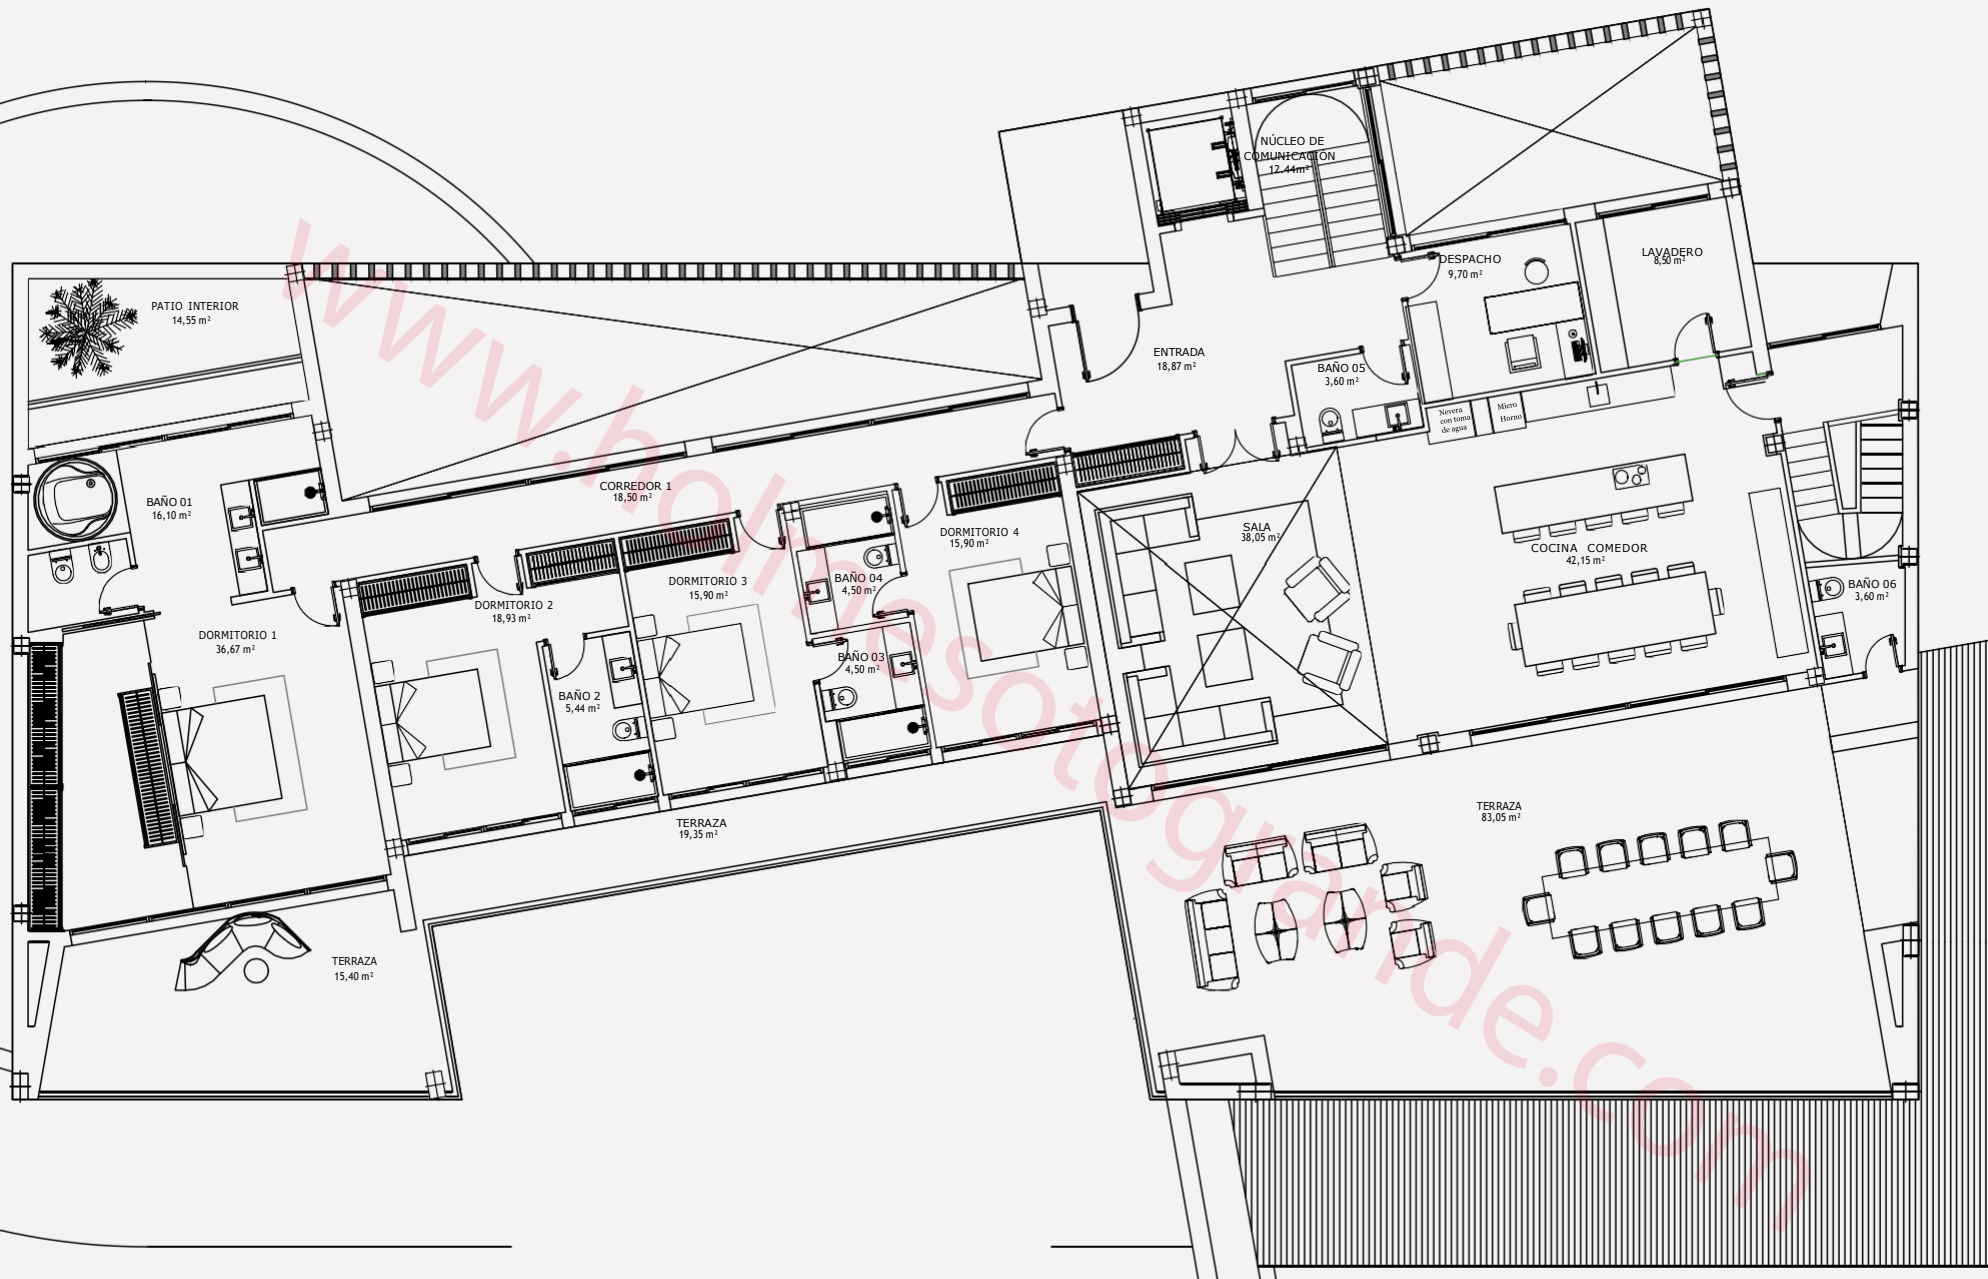 NÚCLEO DE
COMUNICACIÓN
12.44m²
LAVADERO
8,50 m²
DESPACHO
9,70 m²
PATIO INTERIOR
14,55 m²
ENTRADA
18,87 m²
BAÑO 05
3,60 m²
Nevera
con toma
de agua
Micro
Horno
CORREDOR 1
18,50 m²
BAÑO 01
16,10 m²
SALA
38,05 m²
DORMITORIO 4
15,90 m²
COCINA COMEDOR
42,15 m²
DORMITORIO 3
15,90 m²
BAÑO 04
4,50 m²
BAÑO 06
3,60 m²
DORMITORIO 2
18,93 m²
DORMITORIO 1
36,67 m²
BAÑO 03
4,50 m²
BAÑO 2
5,44 m²
TERRAZA
83,05 m²
TERRAZA
19,35 m²
TERRAZA
15,40 m²
www.holmesotogrande.com